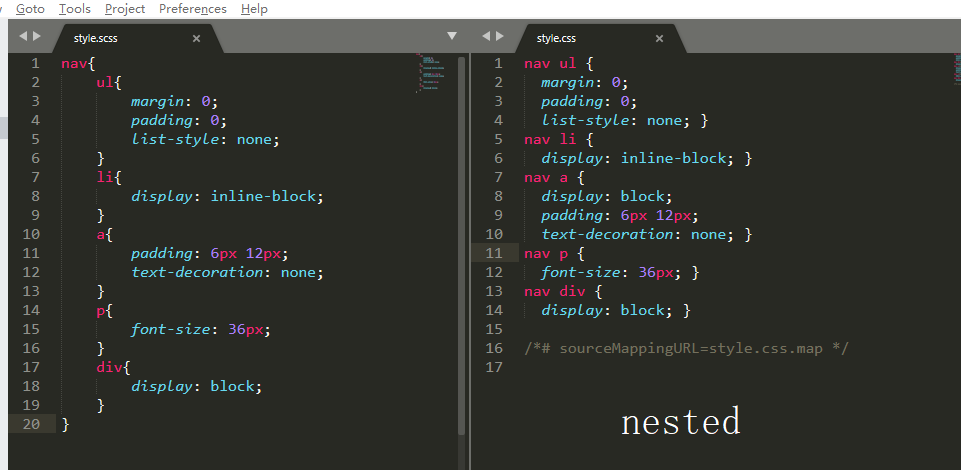 Goto Tools Project Preferences Help
style.scss × style.css ×
1 nav{
2 ul{
3 margin: 0;
4 padding: 0;
5 list-style: none;
6 }
7 li{
8 display: inline-block;
9 }
10 a{
11 padding: 6px 12px;
12 text-decoration: none;
13 }
14 p{
15 font-size: 36px;
16 }
17 div{
18 display: block;
19 }
20 }
1 nav ul {
2 margin: 0;
3 padding: 0;
4 list-style: none; }
5 nav li {
6 display: inline-block; }
7 nav a {
8 display: block;
9 padding: 6px 12px;
10 text-decoration: none; }
11 nav p {
12 font-size: 36px; }
13 nav div {
14 display: block; }
15
16 /*# sourceMappingURL=style.css.map */
17
nested